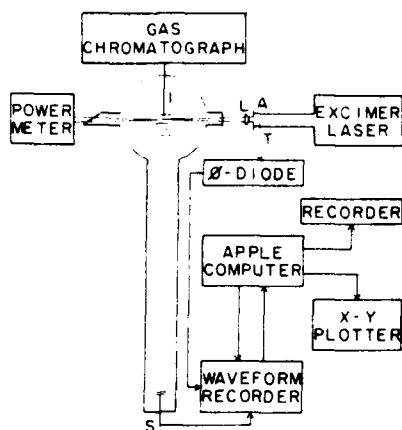 GAS
CHROMATOGRAPH
POWER
METER
I
L A
T
EXCIMER
LASER
Ø-DIODE
RECORDER
APPLE
COMPUTER
X-Y
PLOTTER
WAVEFORM
RECORDER
S